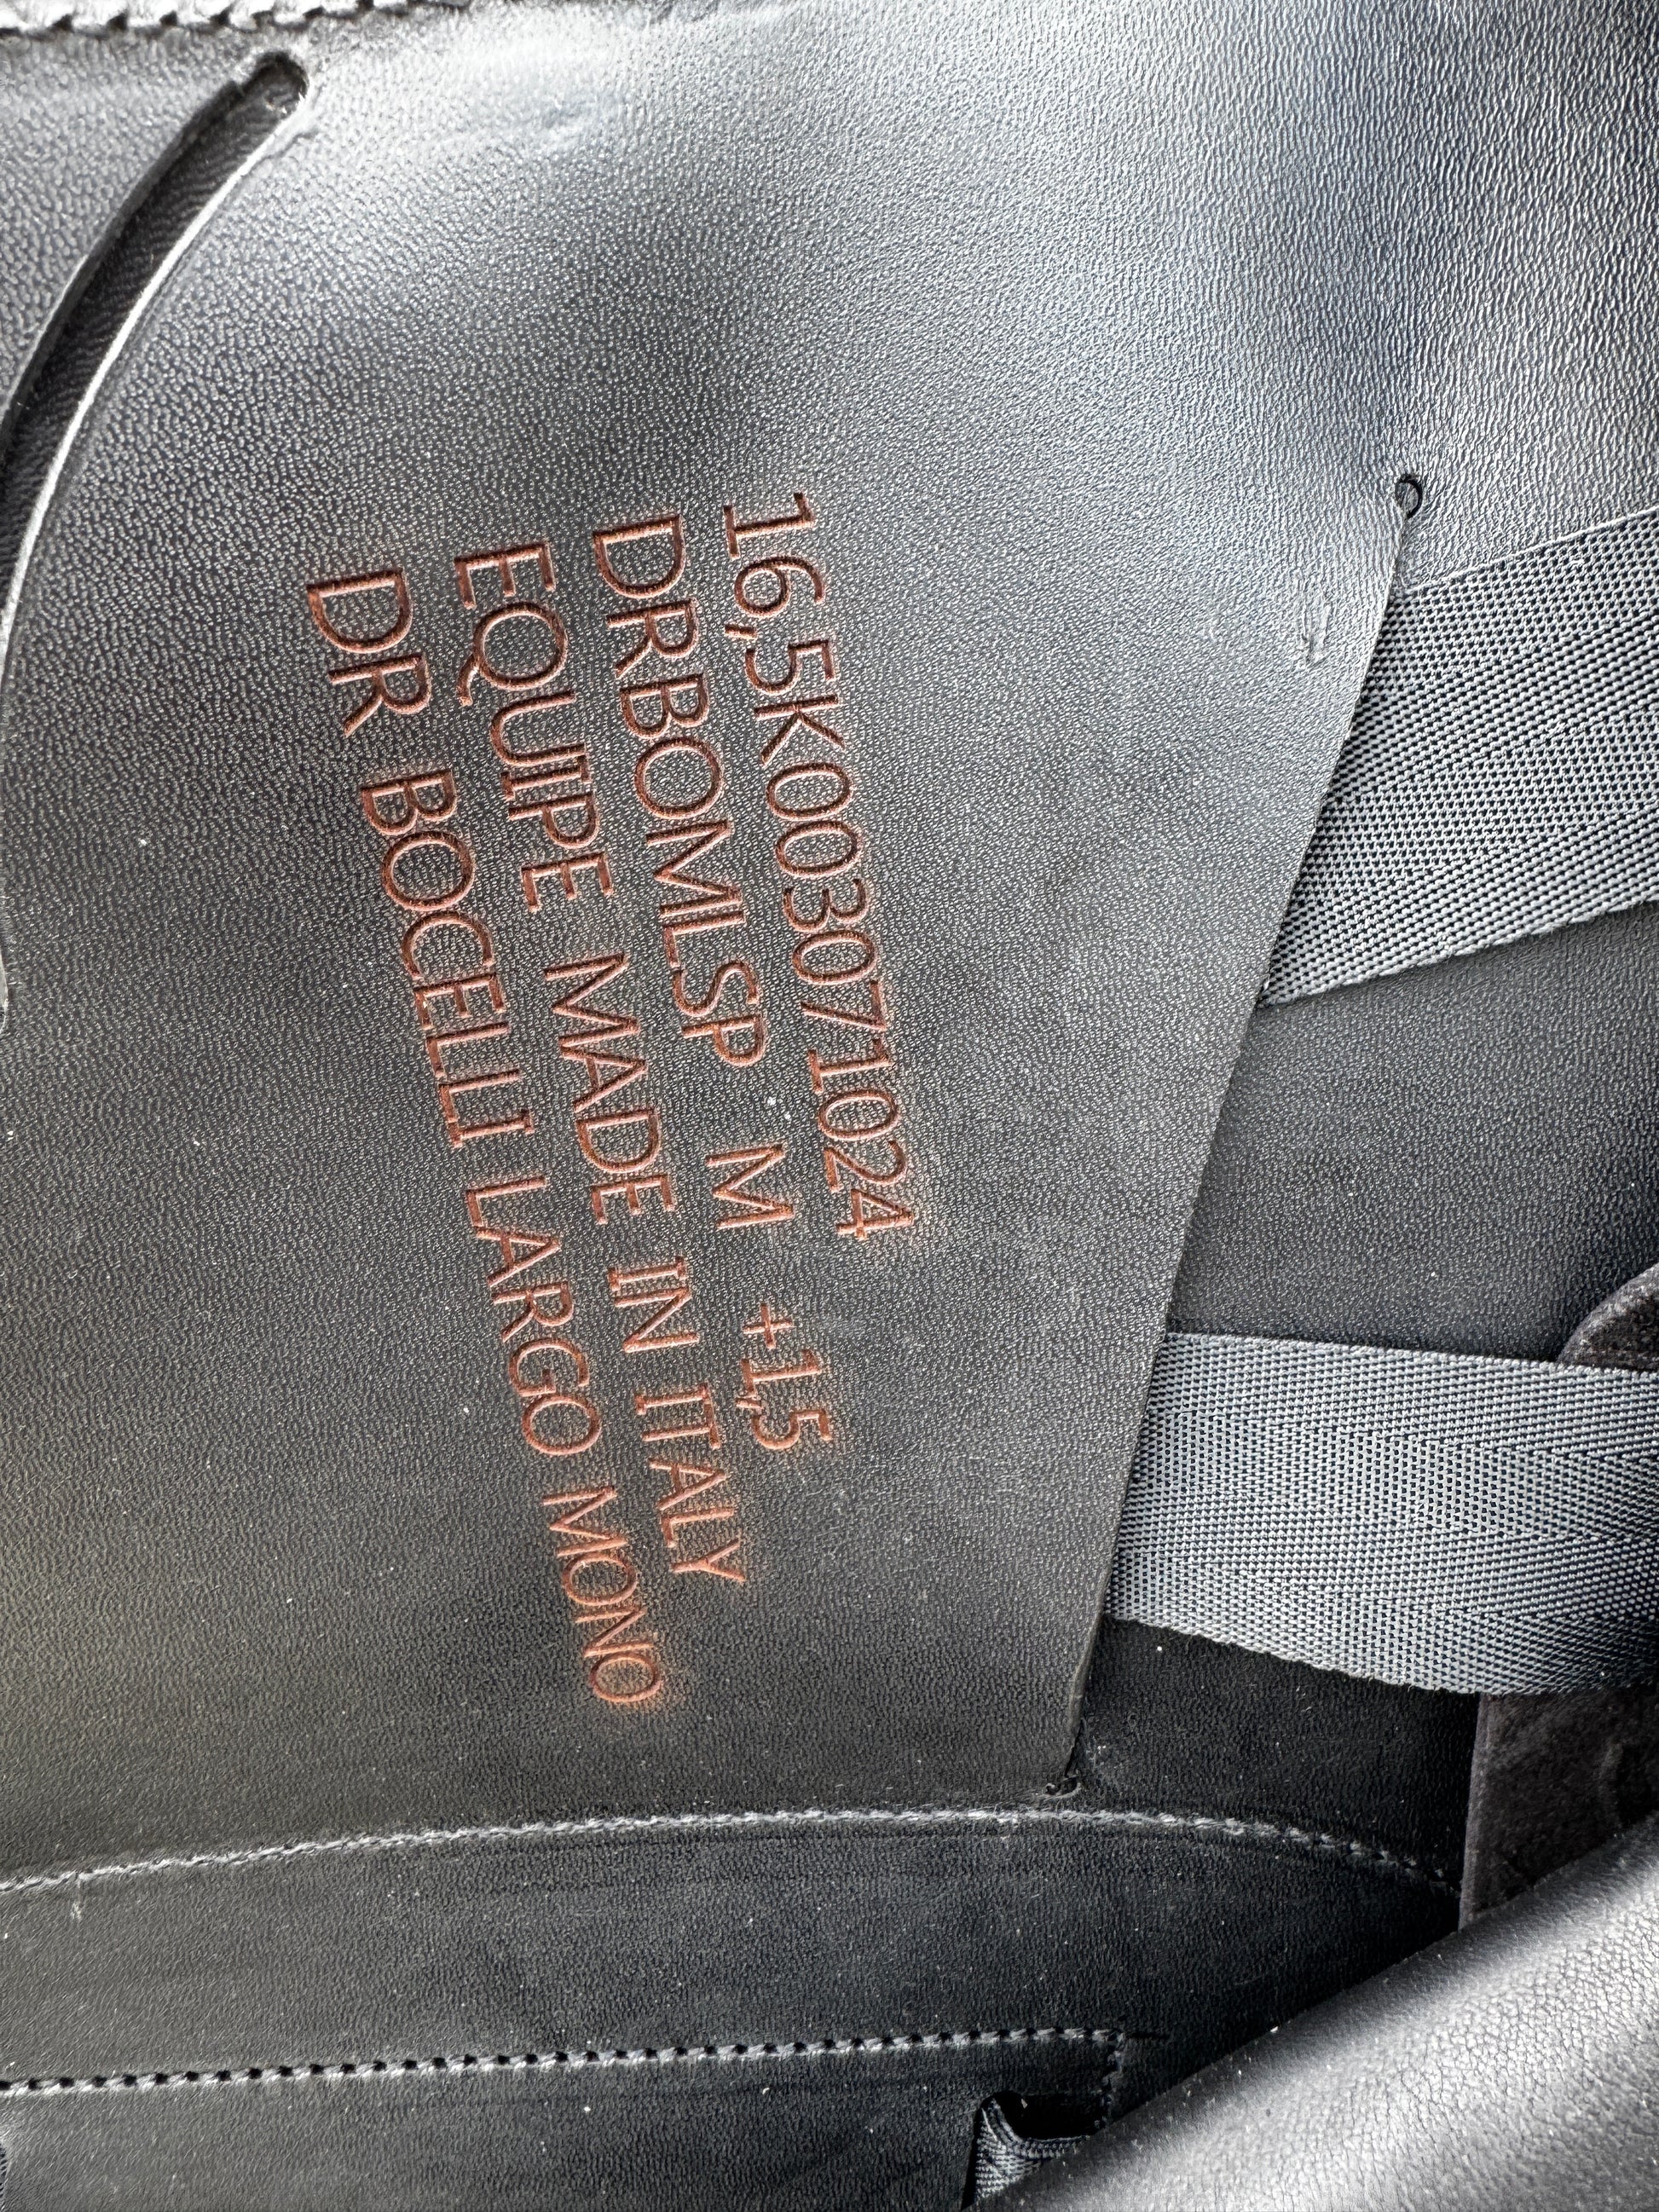 16,5K003071024
DRBOMLSP M +1,5
EQUIPE MADE IN ITALY
DR BOCELLI LARGO MONO